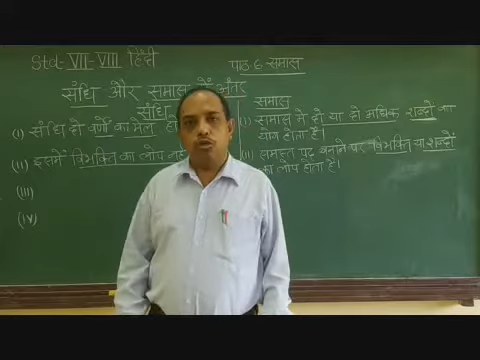 Std-VII-VIII हिंदी
पाठ 6 समास
संधि और समास में अंतर
संधि
(I) संधि दो वर्णों का मेल हो
(II) इसमें विभक्ति का लोप नहीं
(III)
(IV)
समास
(I) समास में दो या दो अधिक शब्दों का
योग होता है।
(II) समस्त पद बनाने पर विभक्ति या शब्दों
का लोप होता है।